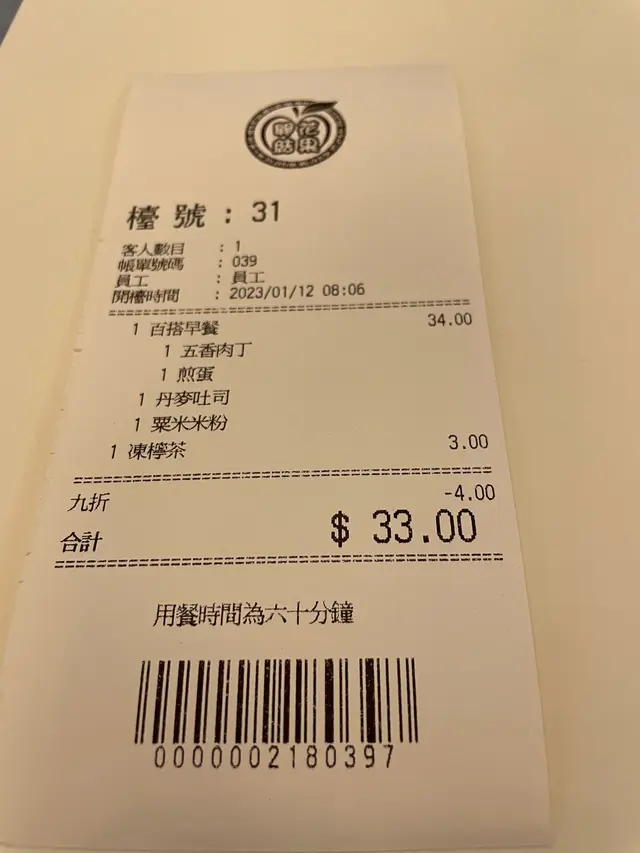 檯 號 : 31
客人數目 : 1
帳單號碼 : 039
員工 : 員工
開檯時間 : 2023/01/12 08:06
1 百搭早餐 34.00
1 五香肉丁
1 煎蛋
1 丹麥吐司
1 粟米米粉
1 凍檸茶 3.00
九折 -4.00
合計 $ 33.00
用餐時間為六十分鐘
0000002180397